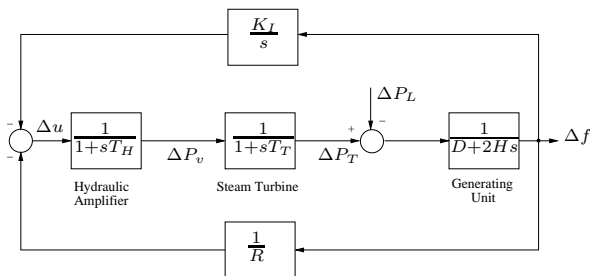 K_I
s
− ΔP_L
Δu 1 1+sT_H ΔP_v 1 1+sT_T ΔP_T + − 1 D+2Hs Δf
−
Hydraulic Amplifier
Steam Turbine
Generating Unit
1
R